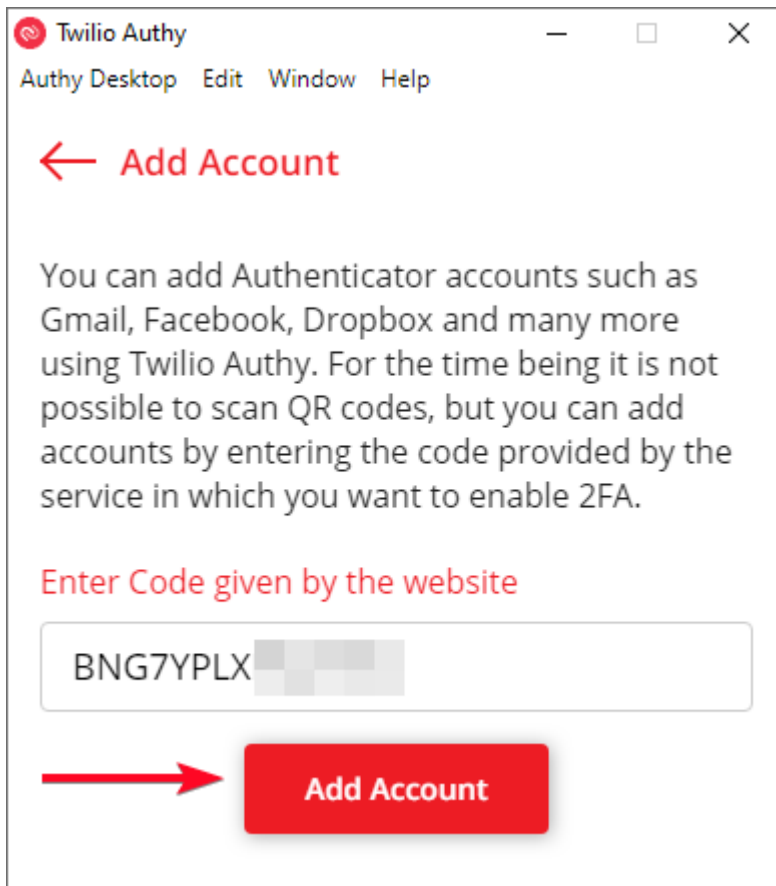 Twilio Authy
Authy Desktop Edit Window Help
Add Account
You can add Authenticator accounts such as
Gmail, Facebook, Dropbox and many more
using Twilio Authy. For the time being it is not
possible to scan QR codes, but you can add
accounts by entering the code provided by the
service in which you want to enable 2FA.
Enter Code given by the website
BNG7YPLX
Add Account